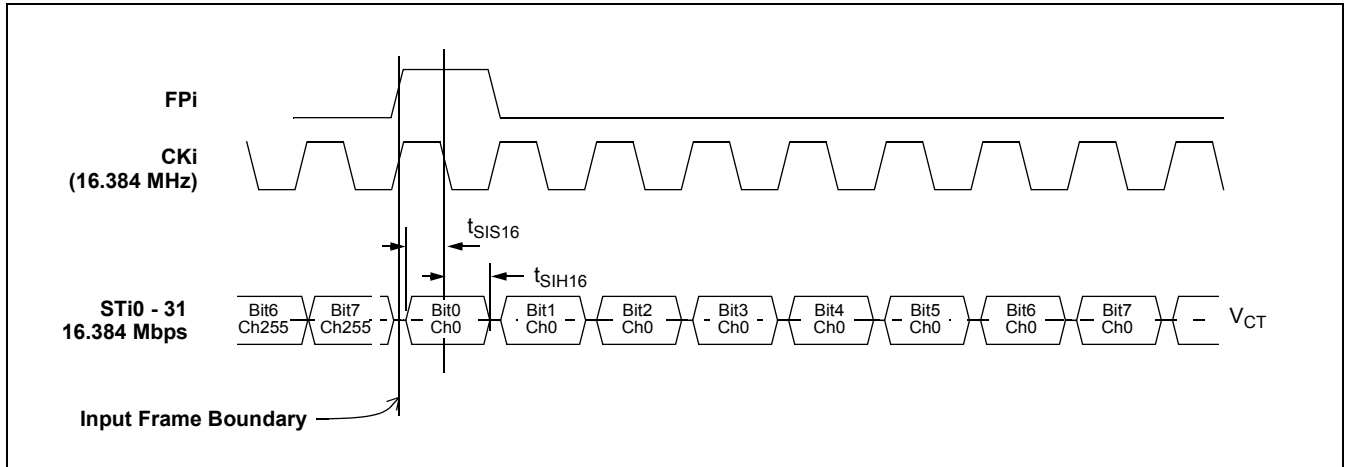 FPi
CKi
(16.384 MHz)
tSIS16
tSIH16
STi0 - 31
16.384 Mbps
Bit6
Ch255
Bit7
Ch255
Bit0
Ch0
Bit1
Ch0
Bit2
Ch0
Bit3
Ch0
Bit4
Ch0
Bit5
Ch0
Bit6
Ch0
Bit7
Ch0
VCT
Input Frame Boundary